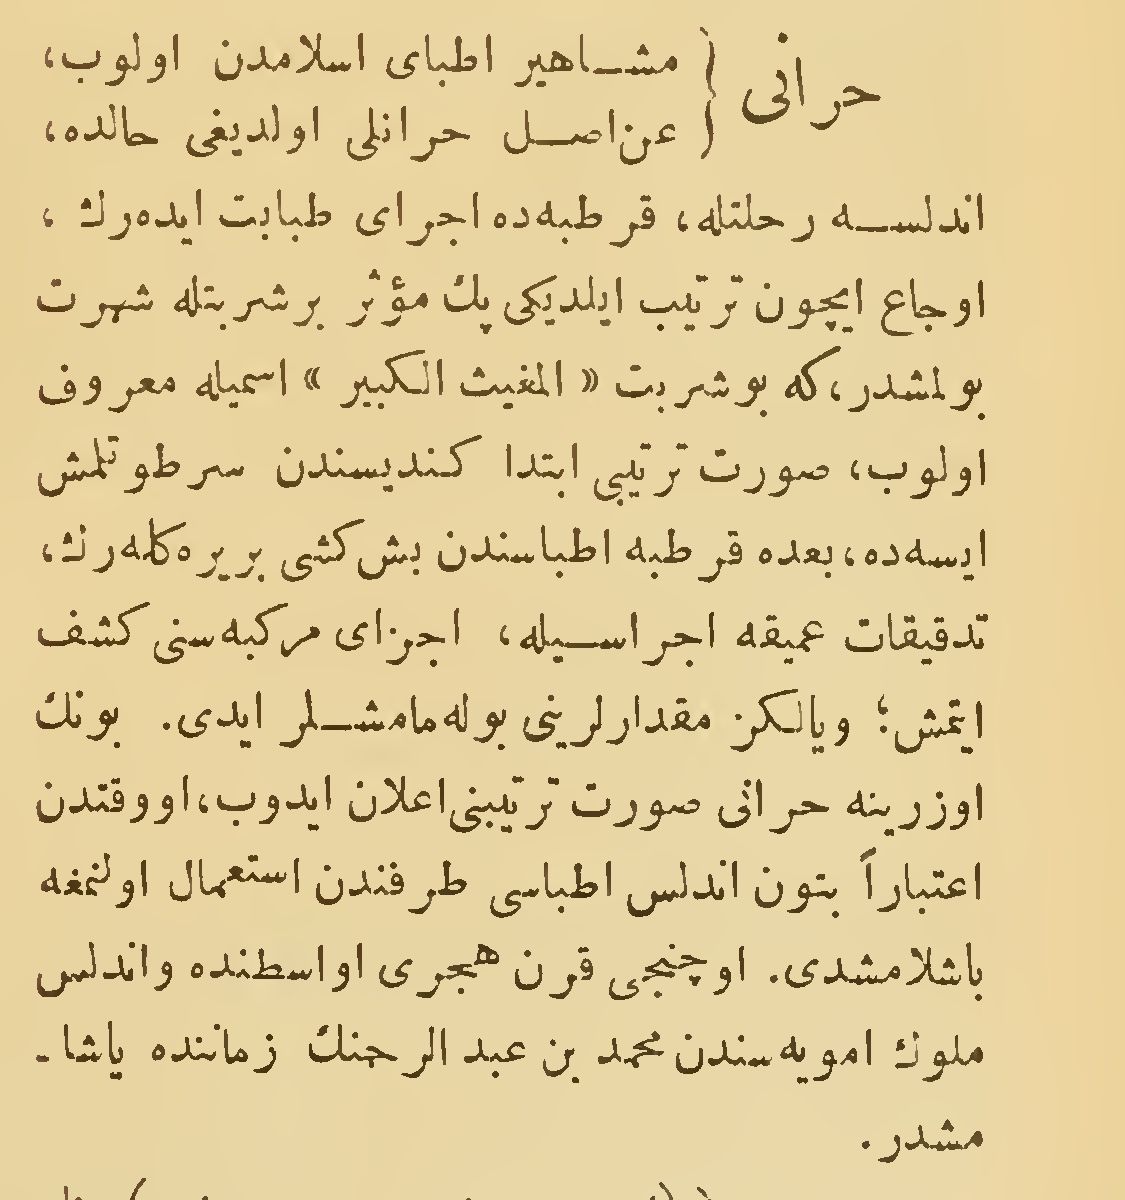 حرانی { مشاهیر اطبای اسلامدن اولوب،
عن‌اصل حرانلی اولدیغی حالده،
اندلسه رحلتله، قرطبه‌ده اجرای طبابت ایده‌رك ،
اوجاع ایچون ترتیب ایلدیکی پك مؤثر برشربتله شهرت
بولمشدر، که بو شربت « المغیث الکبیر » اسمیله معروف
اولوب، صورت ترتیبی ابتدا کندیسندن سرطوتلمش
ایسه‌ده، بعده قرطبه اطباسندن بش کشی بریره کله‌رك،
تدقیقات عمیقه اجراسیله، اجزای مرکبه‌سنی کشف
ایتمش؛ ویالکز مقدارلرینی بوله‌مامشلر ایدی. بونك
اوزرینه حرانی صورت ترتیبنی اعلان ایدوب، اووقتدن
اعتباراً بتون اندلس اطباسی طرفندن استعمال اولنمغه
باشلامشدی. اوچنجی قرن هجری اواسطنده واندلس
ملوك امویه‌سندن محمد بن عبد الرحمنك زماننده یاشا -
مشدر.